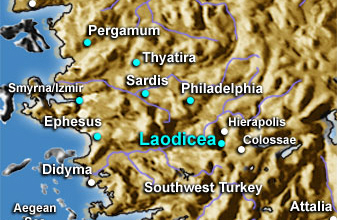 Pergamum
Thyatira
Sardis
Smyrna/Izmir
Philadelphia
Ephesus
Hierapolis
Laodicea
Colossae
Didyma
Southwest Turkey
Attalia
Aegean